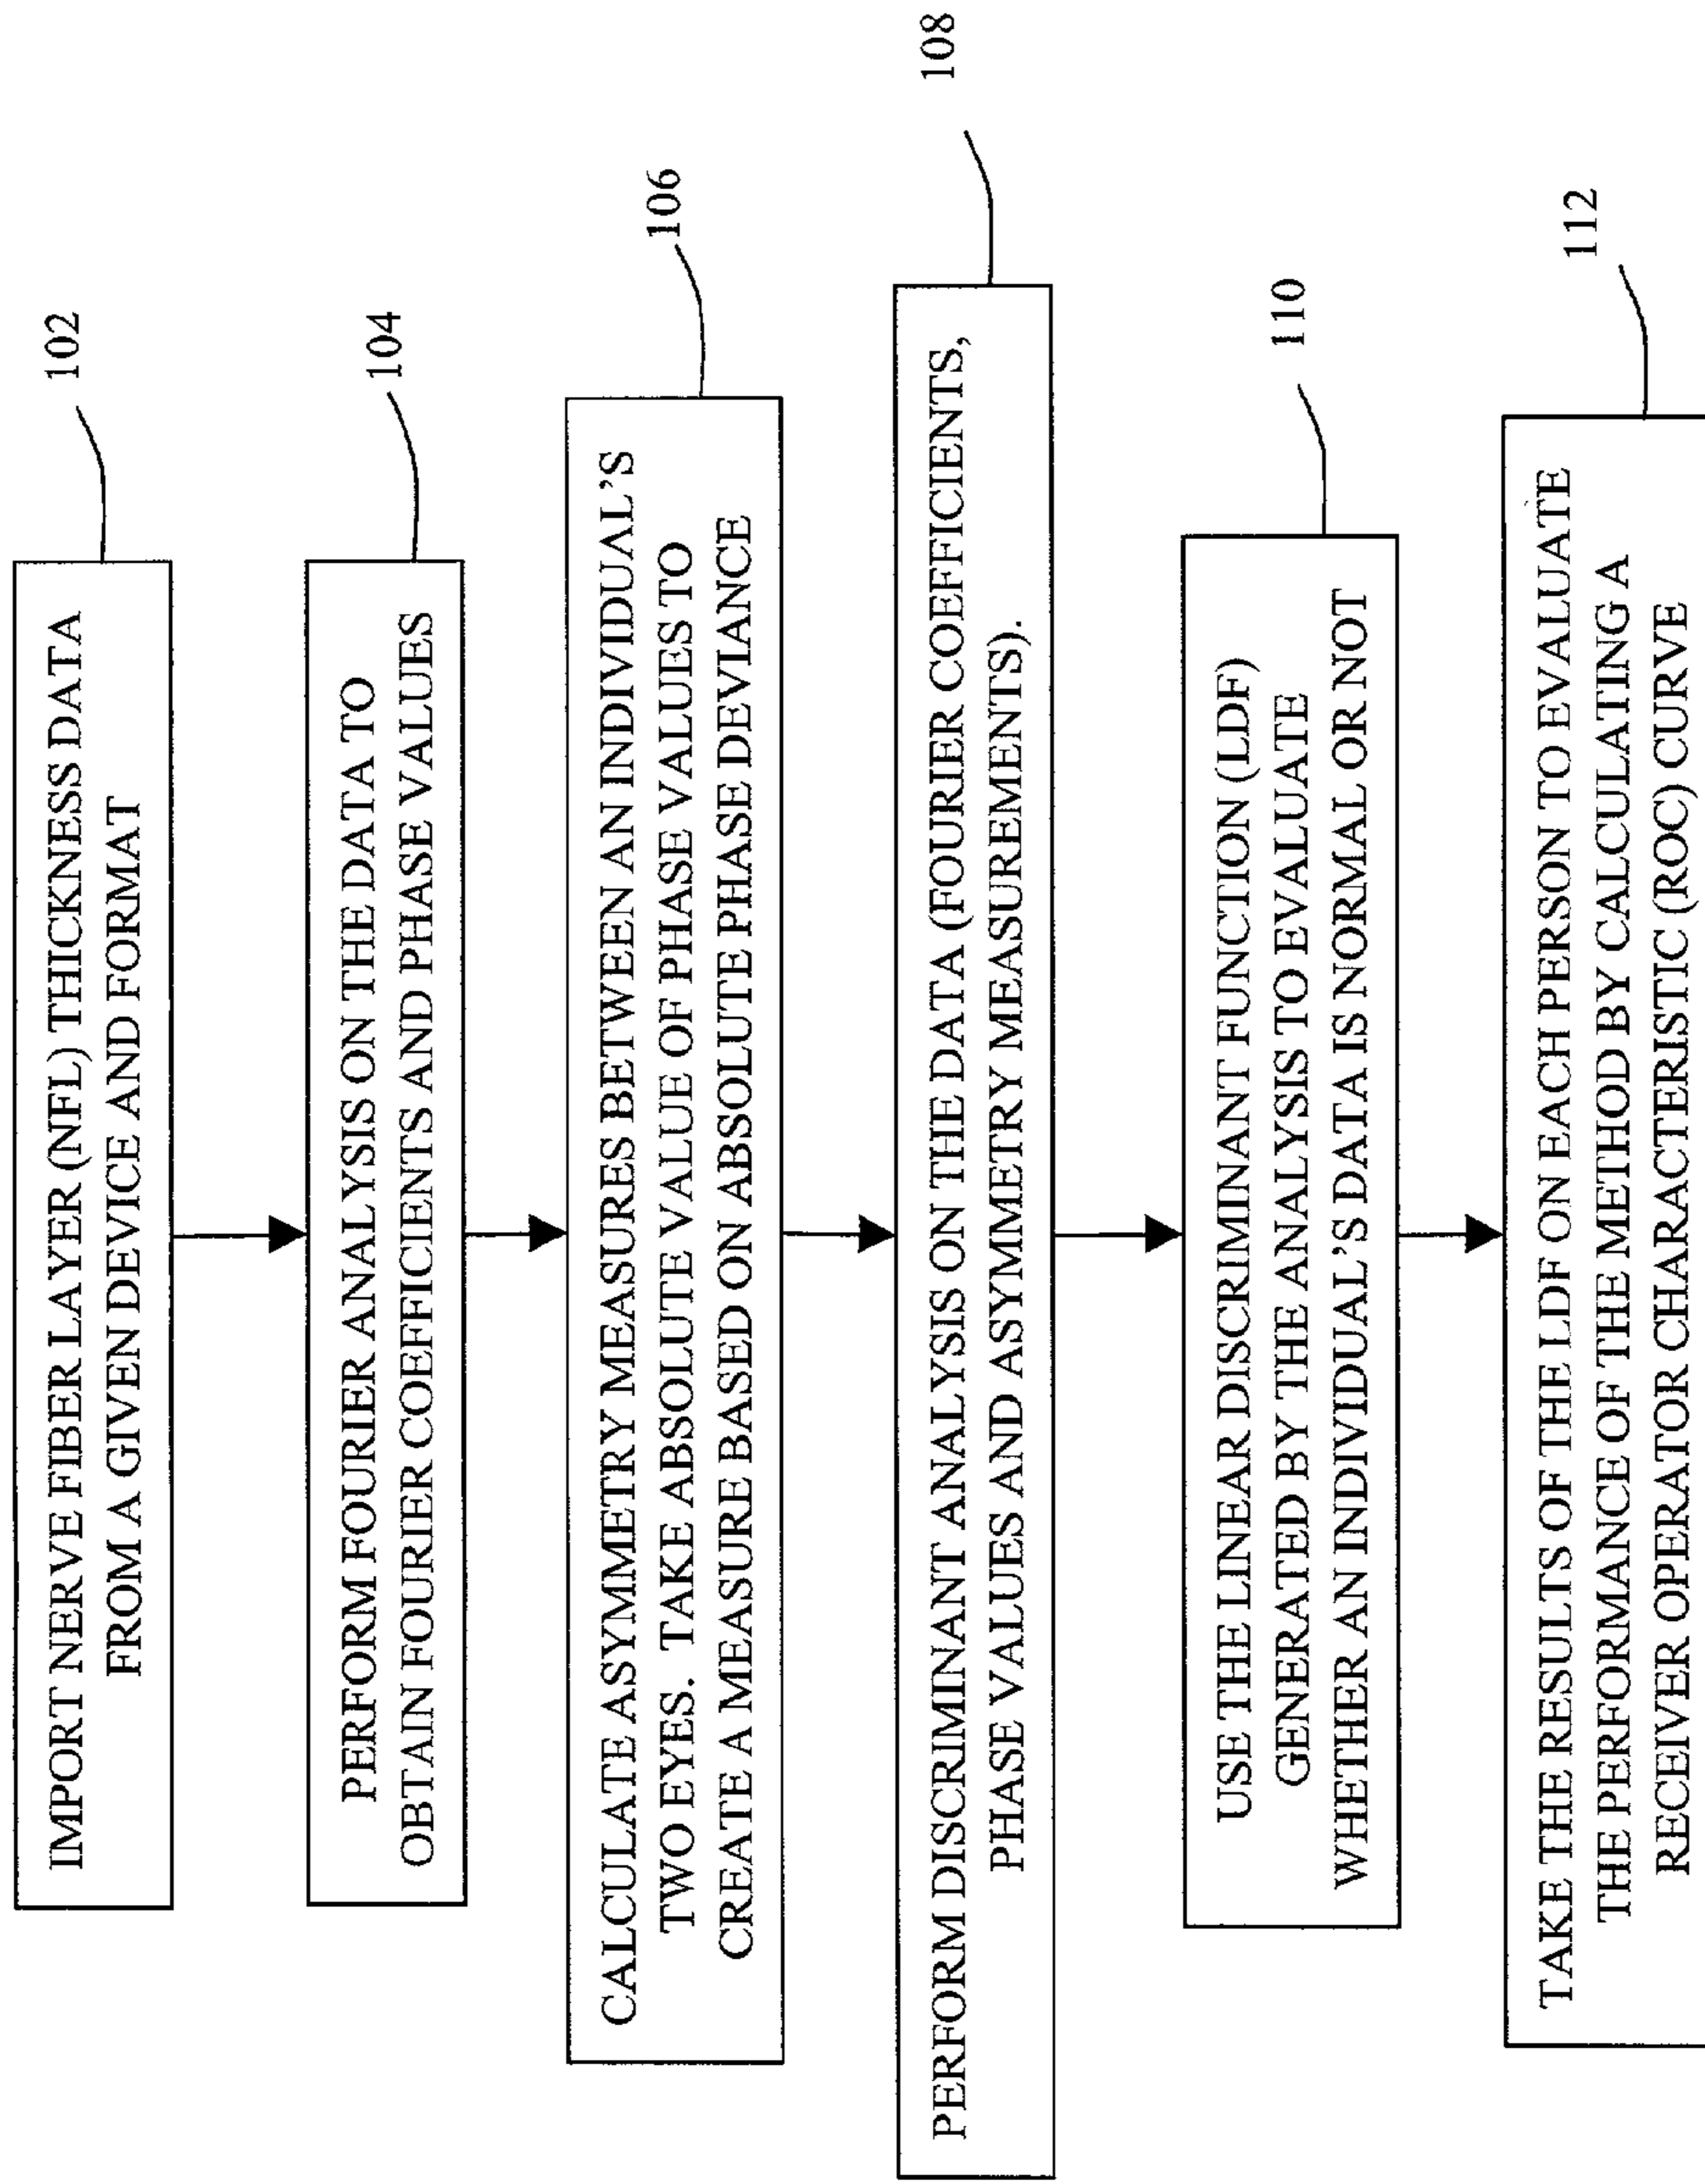 102
IMPORT NERVE FIBER LAYER (NFL) THICKNESS DATA
FROM A GIVEN DEVICE AND FORMAT
104
PERFORM FOURIER ANALYSIS ON THE DATA TO
OBTAIN FOURIER COEFFICIENTS AND PHASE VALUES
106
CALCULATE ASYMMETRY MEASURES BETWEEN AN INDIVIDUAL'S
TWO EYES. TAKE ABSOLUTE VALUE OF PHASE VALUES TO
CREATE A MEASURE BASED ON ABSOLUTE PHASE DEVIANCE
108
PERFORM DISCRIMINANT ANALYSIS ON THE DATA (FOURIER COEFFICIENTS,
PHASE VALUES AND ASYMMETRY MEASUREMENTS).
110
USE THE LINEAR DISCRIMINANT FUNCTION (LDF)
GENERATED BY THE ANALYSIS TO EVALUATE
WHETHER AN INDIVIDUAL'S DATA IS NORMAL OR NOT
112
TAKE THE RESULTS OF THE LDF ON EACH PERSON TO EVALUATE
THE PERFORMANCE OF THE METHOD BY CALCULATING A
RECEIVER OPERATOR CHARACTERISTIC (ROC) CURVE